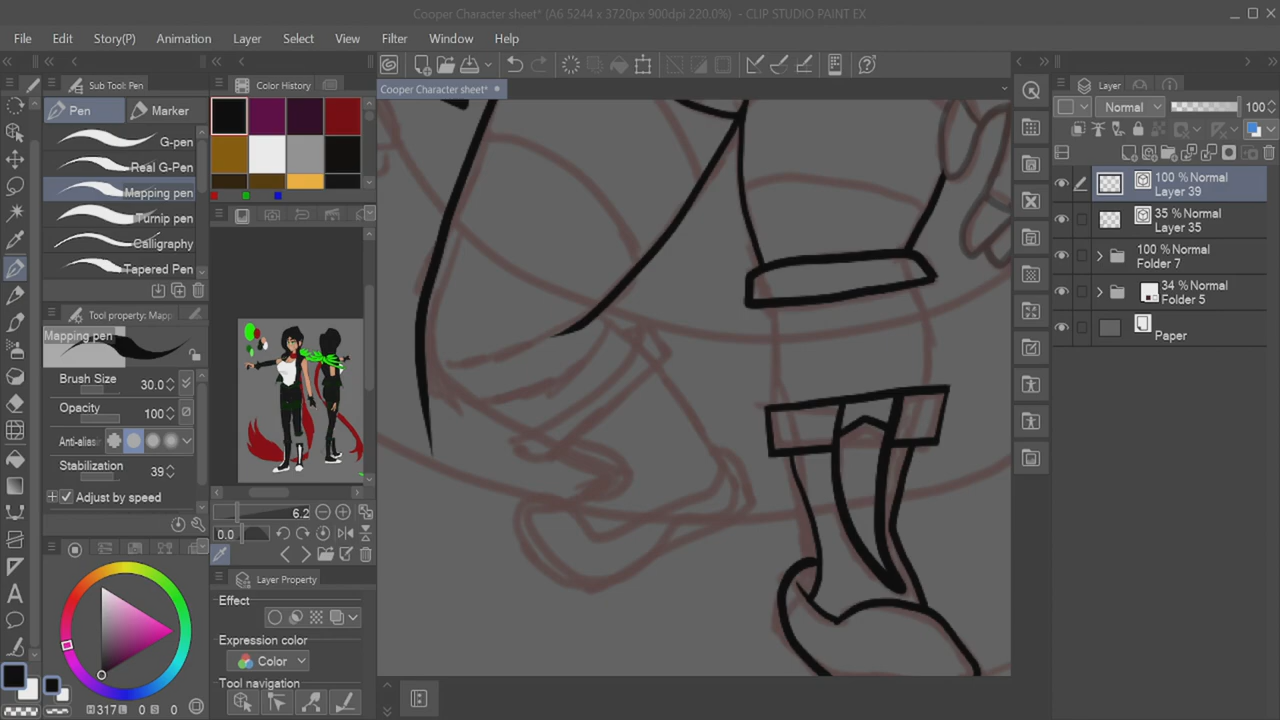 Cooper Character sheet* (A6 5244 x 3720px 900dpi 220.0%) - CLIP STUDIO PAINT EX
File Edit Story(P) Animation Layer Select View Filter Window Help
Sub Tool: Pen
Color History
Layer
Cooper Character sheet*
Pen
Marker
Normal
100
G-pen
Real G-Pen
Mapping pen
Turnip pen
Calligraphy
Tapered Pen
100 % Normal
Layer 39
35 % Normal
Layer 35
100 % Normal
Folder 7
34 % Normal
Folder 5
Paper
Tool property: Mapp
Mapping pen
Brush Size
30.0
Opacity
100
Anti-alias
Stabilization
39
Adjust by speed
6.2
0.0
Layer Property
Effect
Expression color
Color
Tool navigation
H 317 L 0 S 0